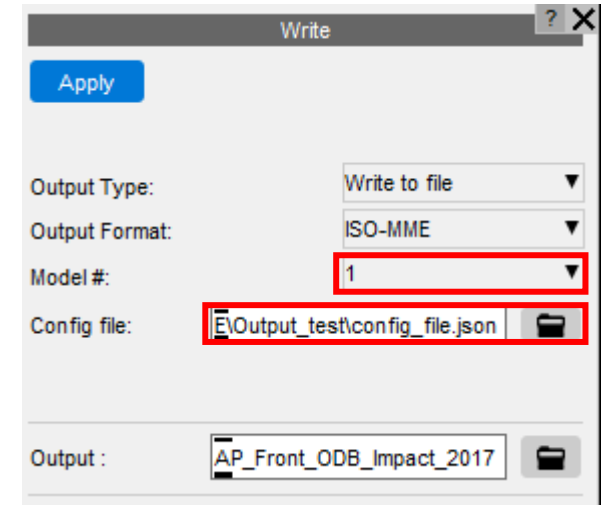 Write ?
Apply
Output Type: Write to file
Output Format: ISO-MME
Model #: 1
Config file: E\Output_test\config_file.json
Output : AP_Front_ODB_Impact_2017